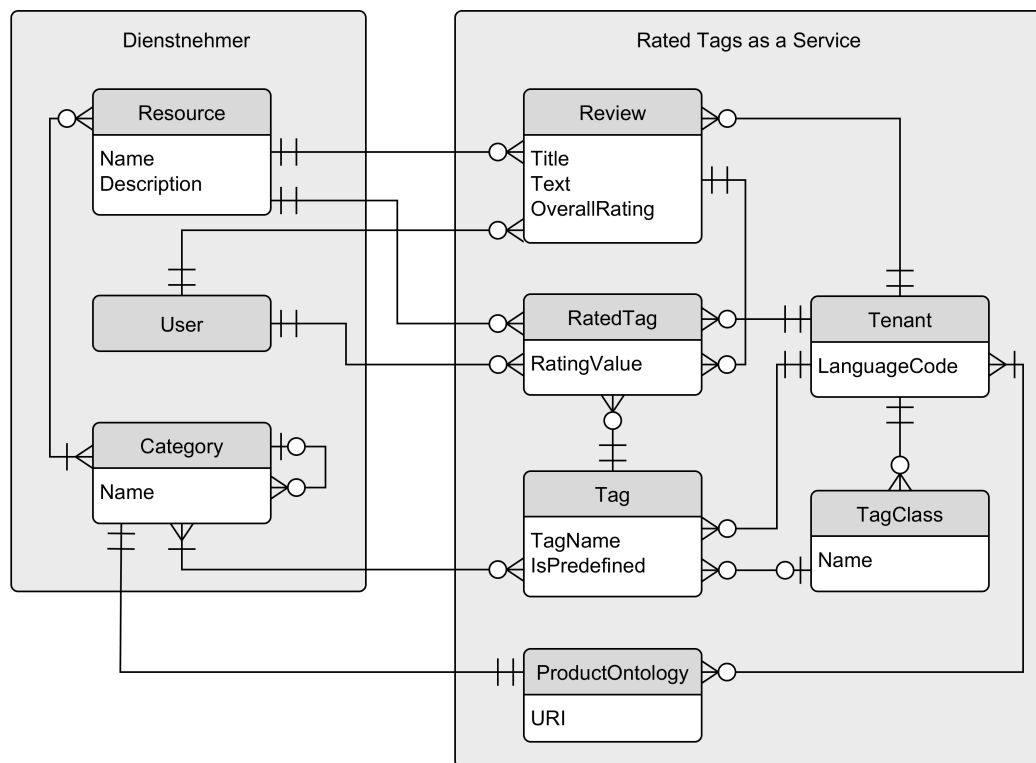 Dienstnehmer
Resource
Name
Description
User
Category
Name
Rated Tags as a Service
Review
Title
Text
OverallRating
RatedTag
RatingValue
Tenant
LanguageCode
Tag
TagName
IsPredefined
TagClass
Name
ProductOntology
URI